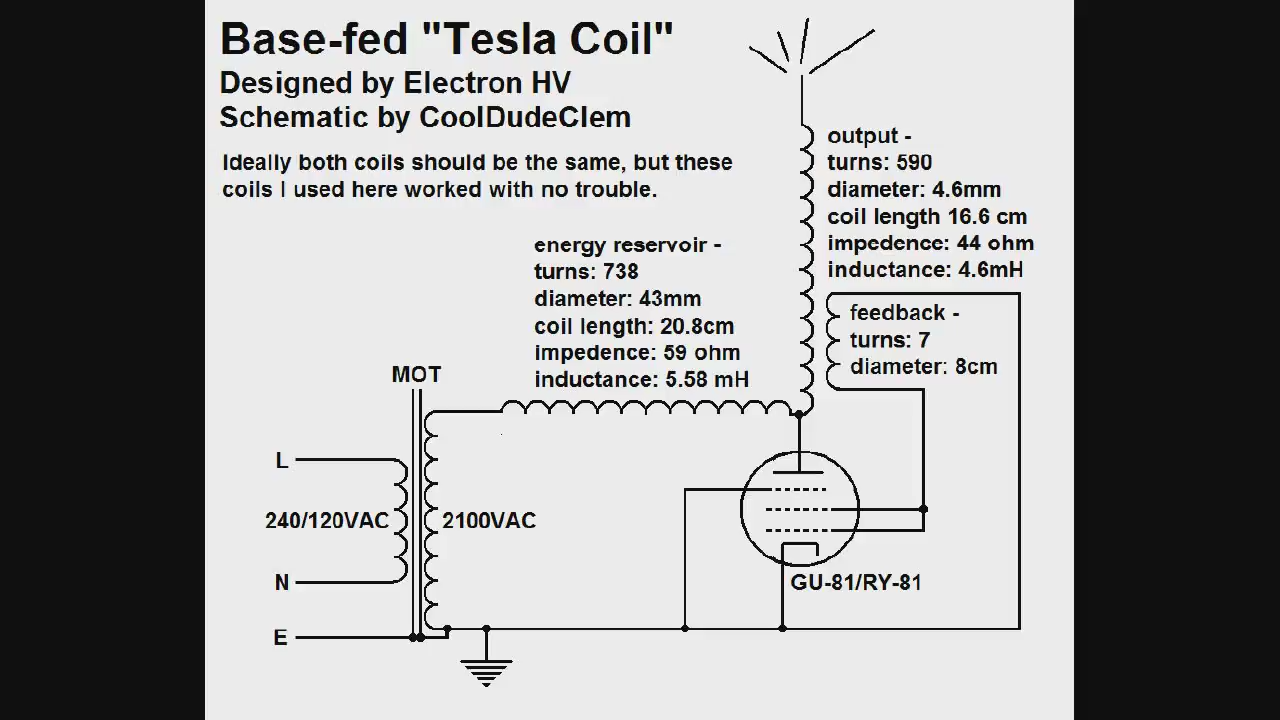 Base-fed "Tesla Coil"
Designed by Electron HV
Schematic by CoolDudeClem
Ideally both coils should be the same, but these
coils I used here worked with no trouble.
output -
turns: 590
diameter: 4.6mm
coil length 16.6 cm
impedence: 44 ohm
inductance: 4.6mH
energy reservoir -
turns: 738
diameter: 43mm
coil length: 20.8cm
impedence: 59 ohm
inductance: 5.58 mH
feedback -
turns: 7
diameter: 8cm
MOT
L
240/120VAC
2100VAC
N
GU-81/RY-81
E